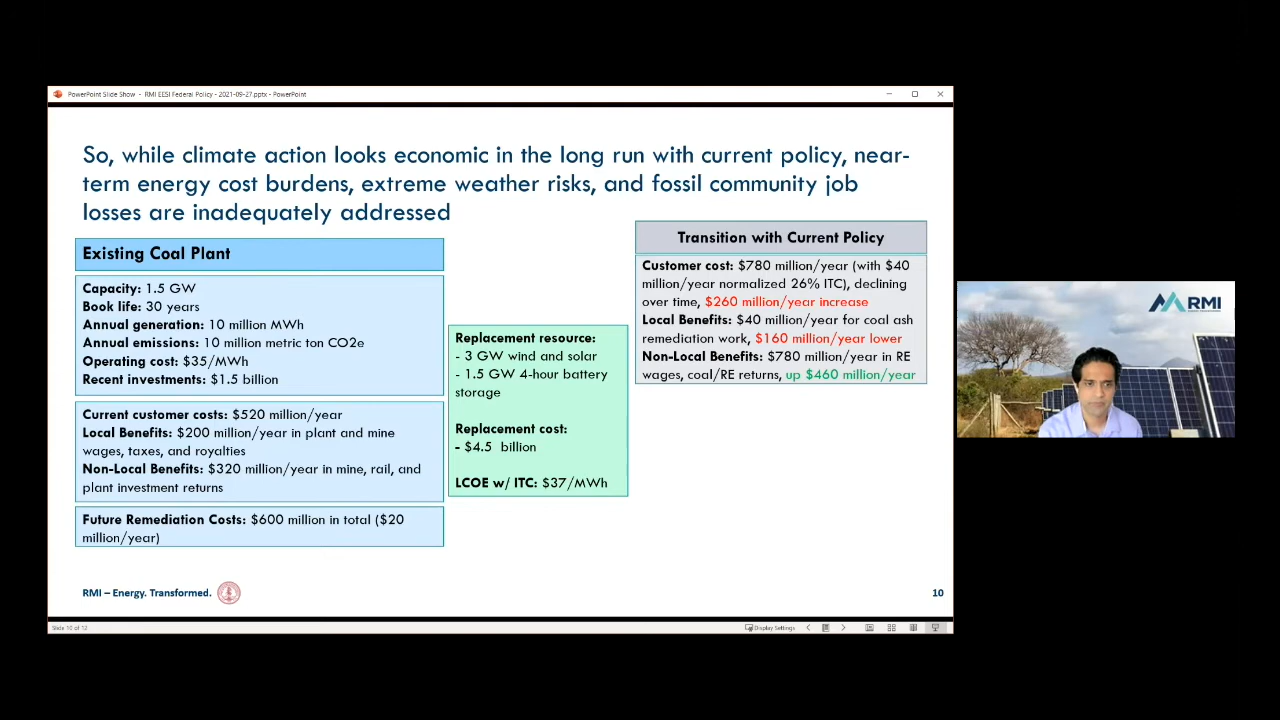 PowerPoint Slide Show - RMI EESI Federal Policy - 2021-09-27.pptx - PowerPoint
So, while climate action looks economic in the long run with current policy, near-
term energy cost burdens, extreme weather risks, and fossil community job
losses are inadequately addressed
Existing Coal Plant
Capacity: 1.5 GW
Book life: 30 years
Annual generation: 10 million MWh
Annual emissions: 10 million metric ton CO2e
Operating cost: $35/MWh
Recent investments: $1.5 billion
Current customer costs: $520 million/year
Local Benefits: $200 million/year in plant and mine
wages, taxes, and royalties
Non-Local Benefits: $320 million/year in mine, rail, and
plant investment returns
Future Remediation Costs: $600 million in total ($20
million/year)
Replacement resource:
- 3 GW wind and solar
- 1.5 GW 4-hour battery
storage
Replacement cost:
- $4.5 billion
LCOE w/ ITC: $37/MWh
Transition with Current Policy
Customer cost: $780 million/year (with $40
million/year normalized 26% ITC), declining
over time, $260 million/year increase
Local Benefits: $40 million/year for coal ash
remediation work, $160 million/year lower
Non-Local Benefits: $780 million/year in RE
wages, coal/RE returns, up $460 million/year
RMI – Energy. Transformed.
10
Slide 10 of 12
Display Settings
RMI